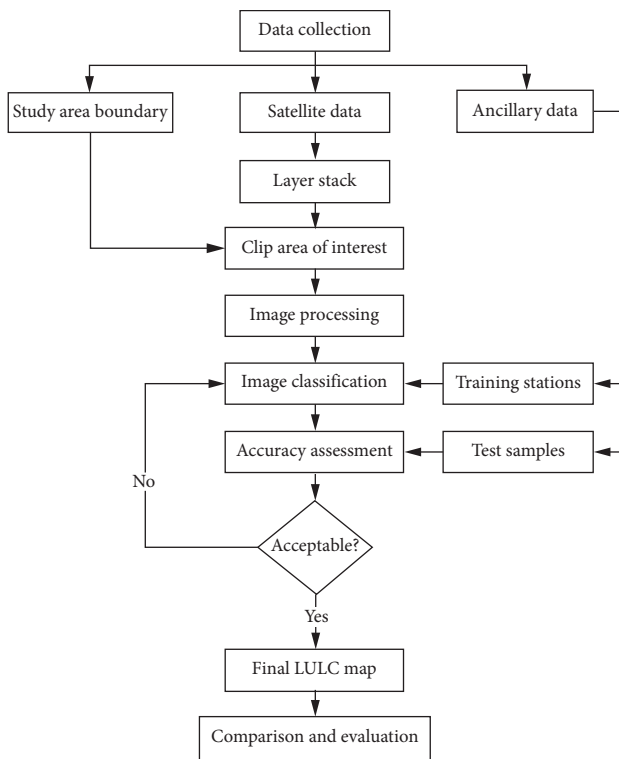 Data collection
Study area boundary
Satellite data
Ancillary data
Layer stack
Clip area of interest
Image processing
Image classification
Training stations
Accuracy assessment
Test samples
No
Acceptable?
Yes
Final LULC map
Comparison and evaluation